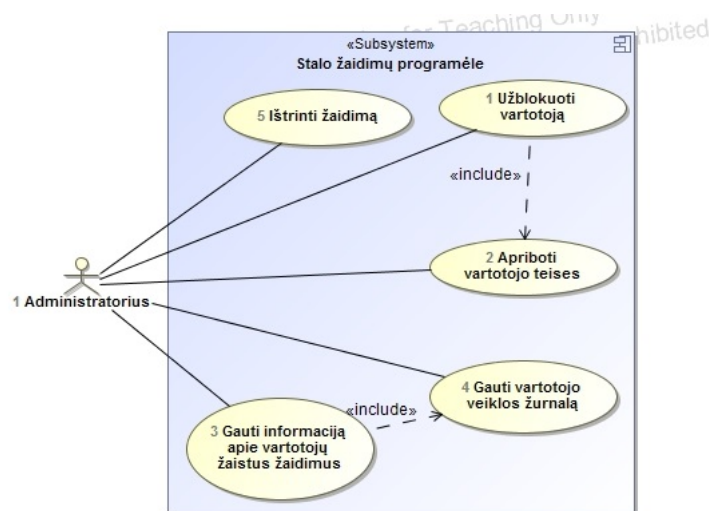 for Teaching Only
hibited
«Subsystem»
Stalo žaidimų programėle
5 Ištrinti žaidimą
1 Užblokuoti
vartotoją
«include»
2 Apriboti
vartotojo teises
1 Administratorius
4 Gauti vartotojo
veiklos žurnalą
«include»
3 Gauti informaciją
apie vartotojų
žaistus žaidimus